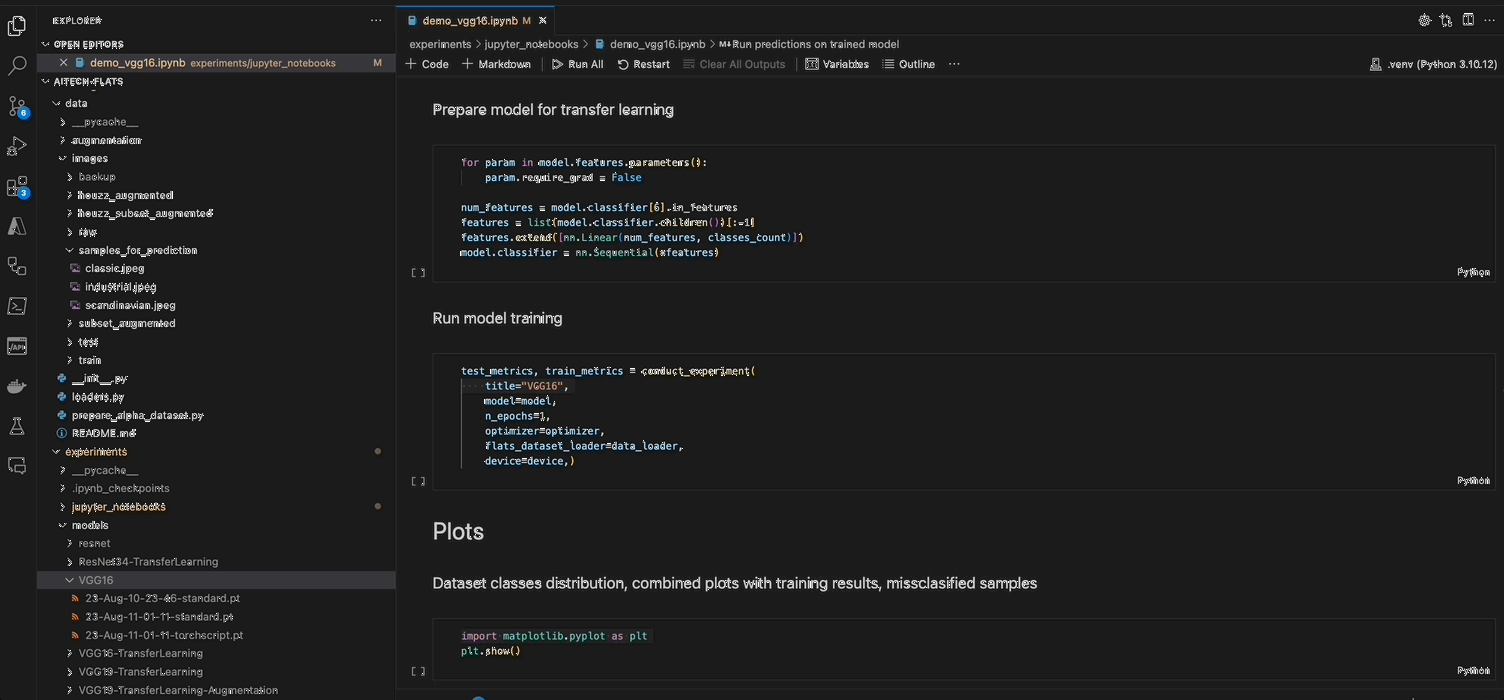 EXPLORER
OPEN EDITORS
demo_vgg16.ipynb experiments/jupyter_notebooks M
AITECH-FLATS
data
__pycache__
augmentation
images
backup
houzz_augmented
houzz_subset_augmented
raw
samples_for_prediction
classic.jpeg
industrial.jpeg
scandinavian.jpeg
subset_augmented
test
train
__init__.py
loaders.py
prepare_alpha_dataset.py
README.md
experiments
__pycache__
.ipynb_checkpoints
jupyter_notebooks
models
resnet
ResNet34-TransferLearning
VGG16
23-Aug-10-23-46-standard.pt
23-Aug-11-01-11-standard.pt
23-Aug-11-01-11-torchscript.pt
VGG16-TransferLearning
VGG19-TransferLearning
VGG19-TransferLearning-Augmentation
6
3
demo_vgg16.ipynb M
experiments > jupyter_notebooks > demo_vgg16.ipynb > M↓Run predictions on trained model
+ Code + Markdown Run All Restart Clear All Outputs Variables Outline ... .venv (Python 3.10.12)
Prepare model for transfer learning
for param in model.features.parameters():
param.require_grad = False
num_features = model.classifier[6].in_features
features = list(model.classifier.children())[:-1]
features.extend([nn.Linear(num_features, classes_count)])
model.classifier = nn.Sequential(*features)
[ ]
Python
Run model training
test_metrics, train_metrics = conduct_experiment(
title="VGG16",
model=model,
n_epochs=1,
optimizer=optimizer,
flats_dataset_loader=data_loader,
device=device,)
[ ]
Python
Plots
Dataset classes distribution, combined plots with training results, missclasified samples
import matplotlib.pyplot as plt
plt.show()
[ ]
Python